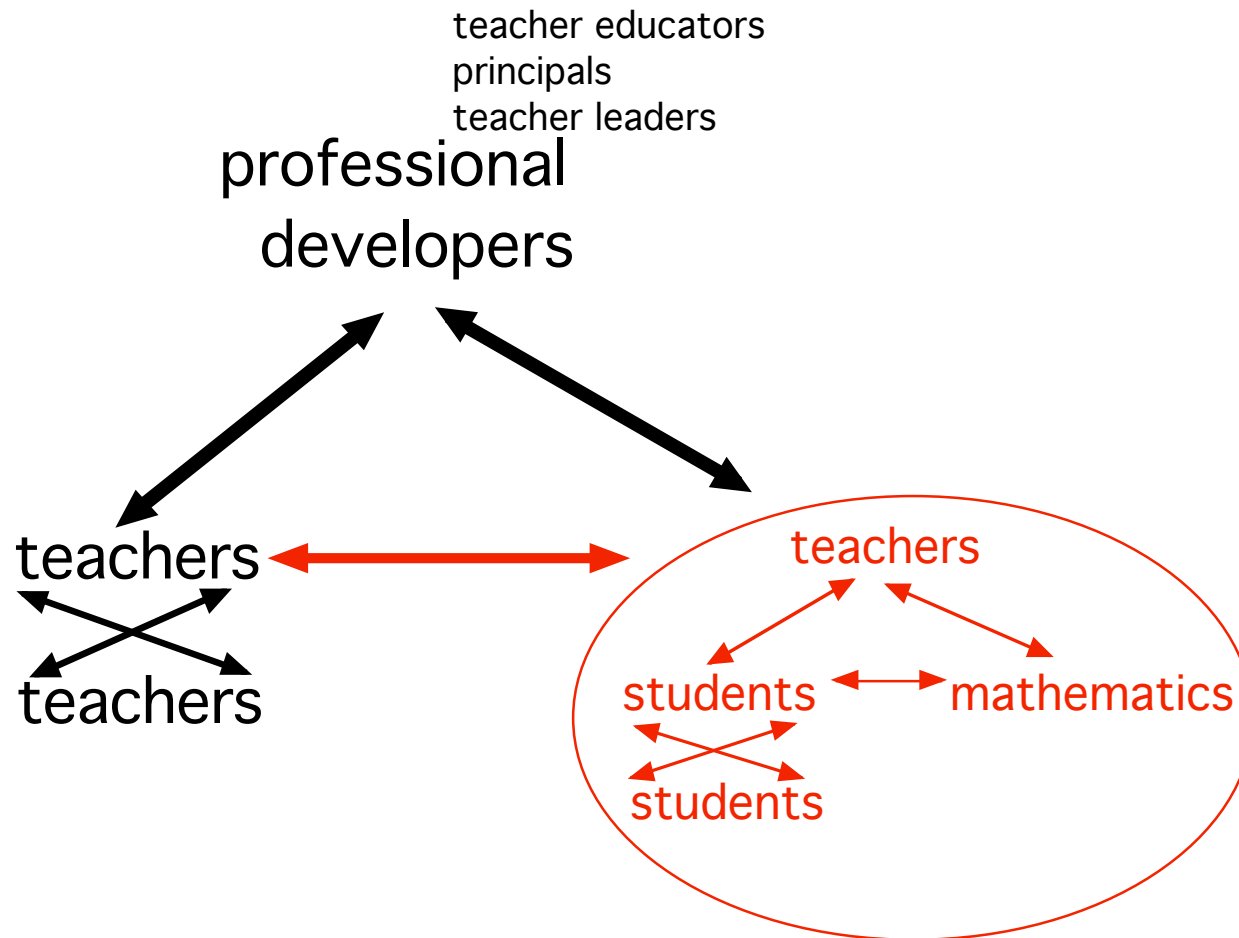 teacher educators
principals
teacher leaders
professional
developers
teachers
teachers
teachers
students
mathematics
students